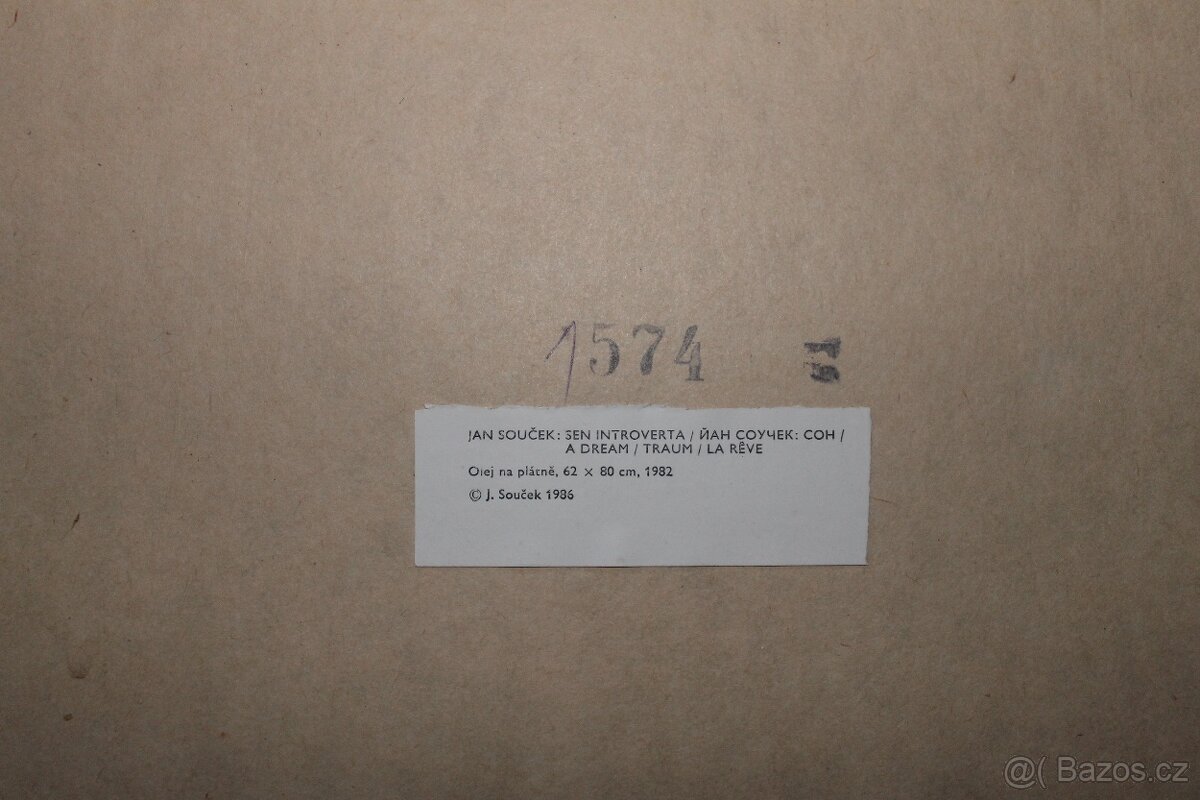 1574
51
JAN SOUČEK: SEN INTROVERTA / ЙАН СОУЧЕК: СОН /
A DREAM / TRAUM / LA RÊVE
Olej na plátně, 62 × 80 cm, 1982
© J. Souček 1986
@( Bazos.cz